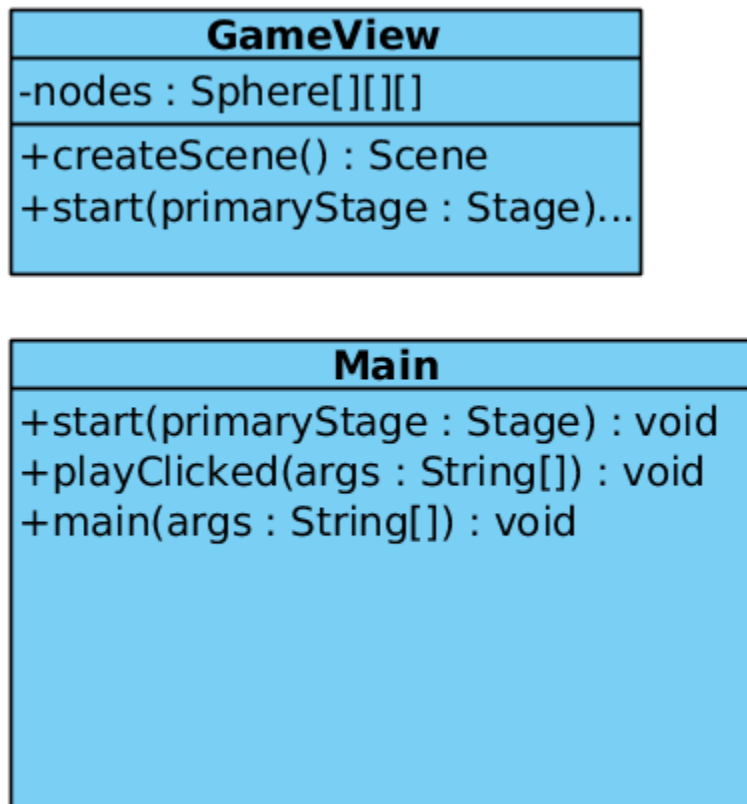 GameView
-nodes : Sphere[][][]
+createScene() : Scene
+start(primaryStage : Stage)...
Main
+start(primaryStage : Stage) : void
+playClicked(args : String[]) : void
+main(args : String[]) : void